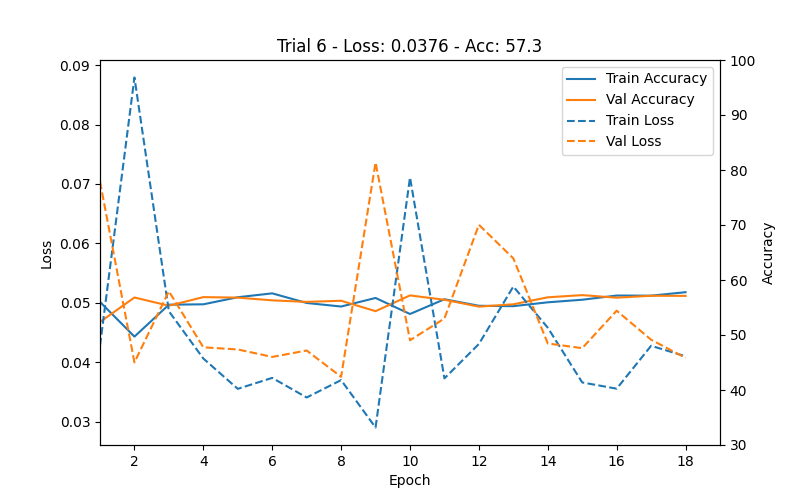 Trial 6 - Loss: 0.0376 - Acc: 57.3
Train Accuracy
Val Accuracy
Train Loss
Val Loss
0.09
0.08
0.07
0.06
0.05
0.04
0.03
Loss
100
90
80
70
60
50
40
30
Accuracy
2 4 6 8 10 12 14 16 18
Epoch